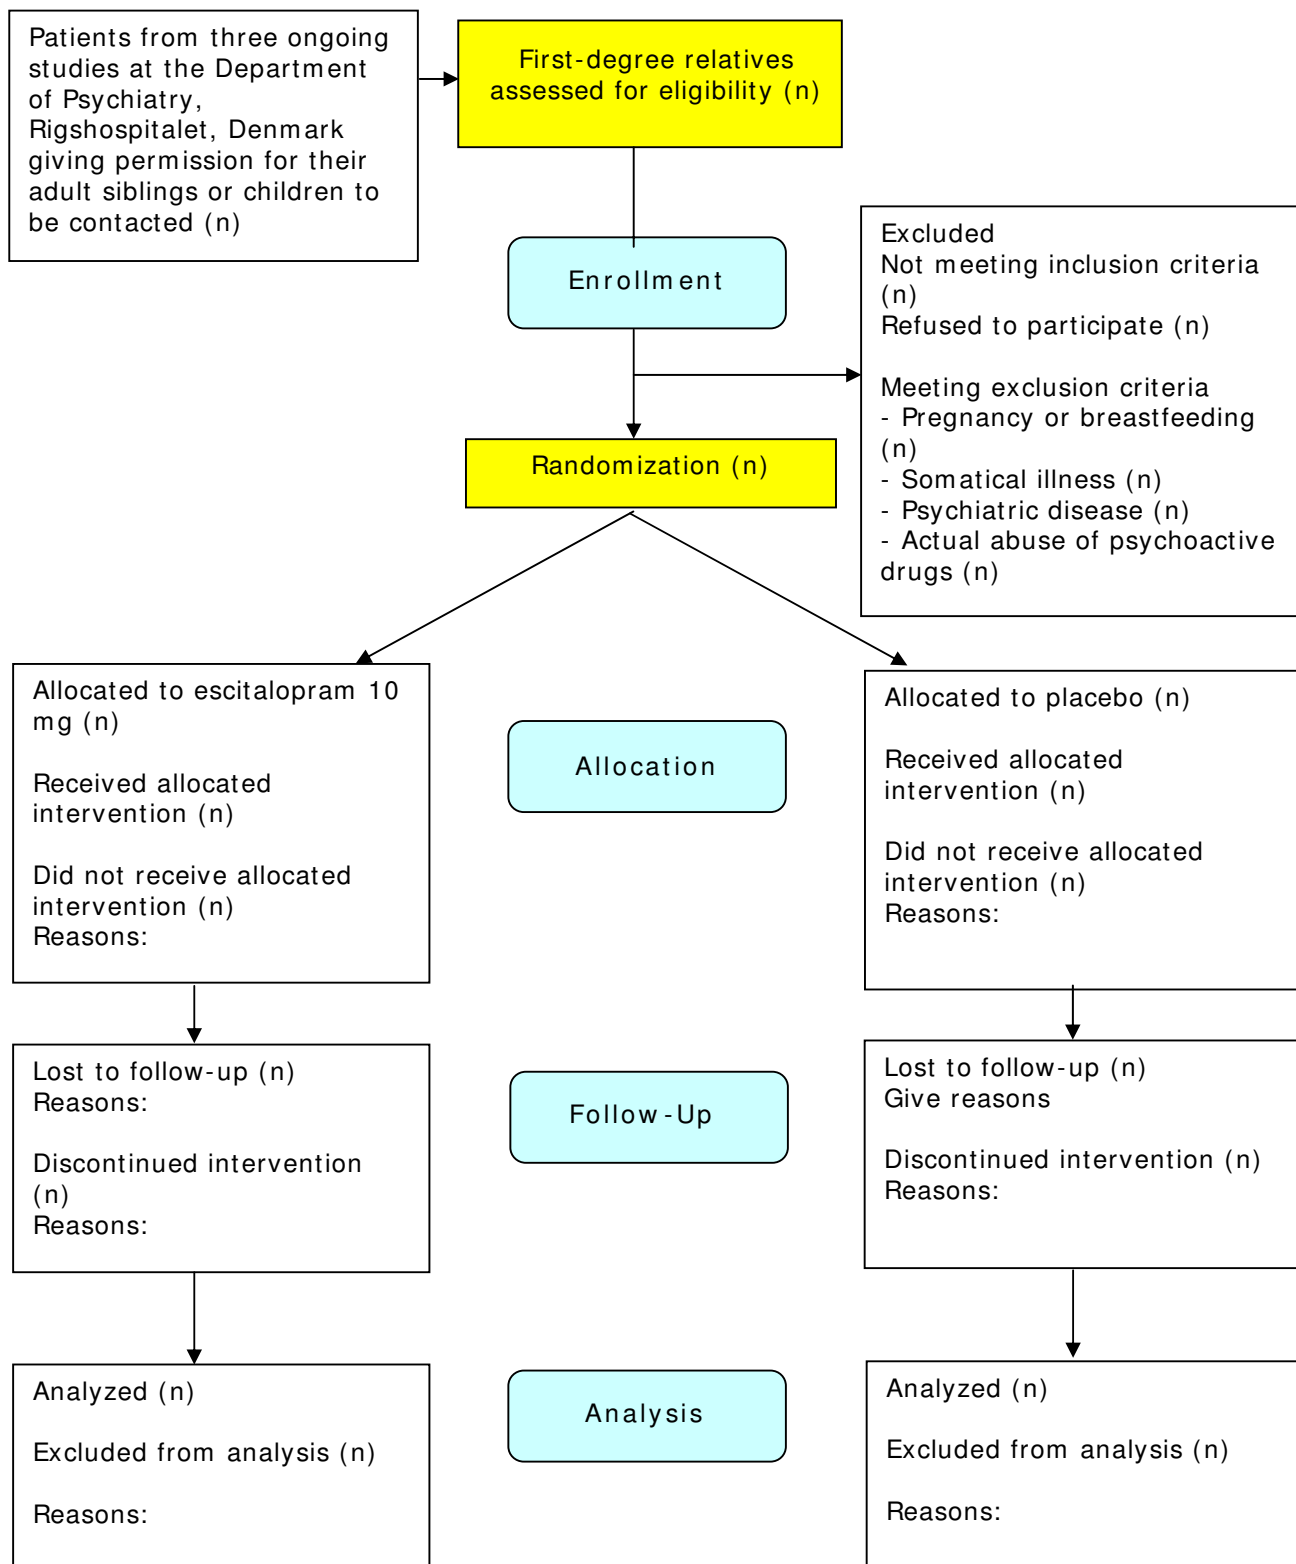 Patients from three ongoing
studies at the Department
of Psychiatry,
Rigshospitalet, Denmark
giving permission for their
adult siblings or children to
be contacted (n)
First-degree relatives
assessed for eligibility (n)
Enrollment
Excluded
Not meeting inclusion criteria
(n)
Refused to participate (n)
Meeting exclusion criteria
- Pregnancy or breastfeeding
(n)
- Somatical illness (n)
- Psychiatric disease (n)
- Actual abuse of psychoactive
drugs (n)
Randomization (n)
Allocated to escitalopram 10
mg (n)
Received allocated
intervention (n)
Did not receive allocated
intervention (n)
Reasons:
Allocation
Allocated to placebo (n)
Received allocated
intervention (n)
Did not receive allocated
intervention (n)
Reasons:
Lost to follow-up (n)
Reasons:
Discontinued intervention
(n)
Reasons:
Follow-Up
Lost to follow-up (n)
Give reasons
Discontinued intervention (n)
Reasons:
Analyzed (n)
Excluded from analysis (n)
Reasons:
Analysis
Analyzed (n)
Excluded from analysis (n)
Reasons: